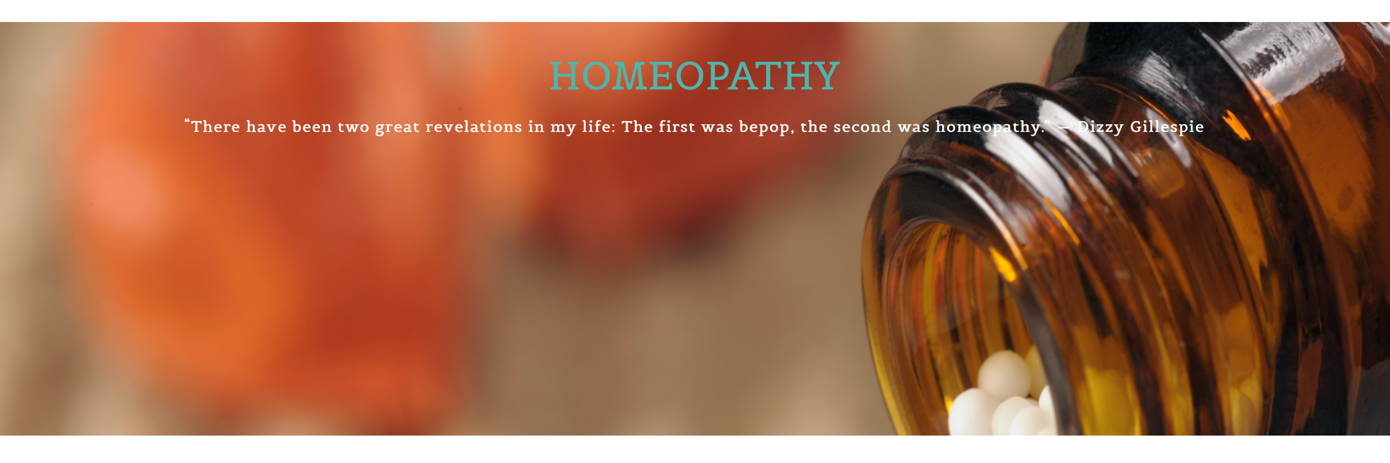 HOMEOPATHY
“There have been two great revelations in my life: The first was bepop, the second was homeopathy.” — Dizzy Gillespie